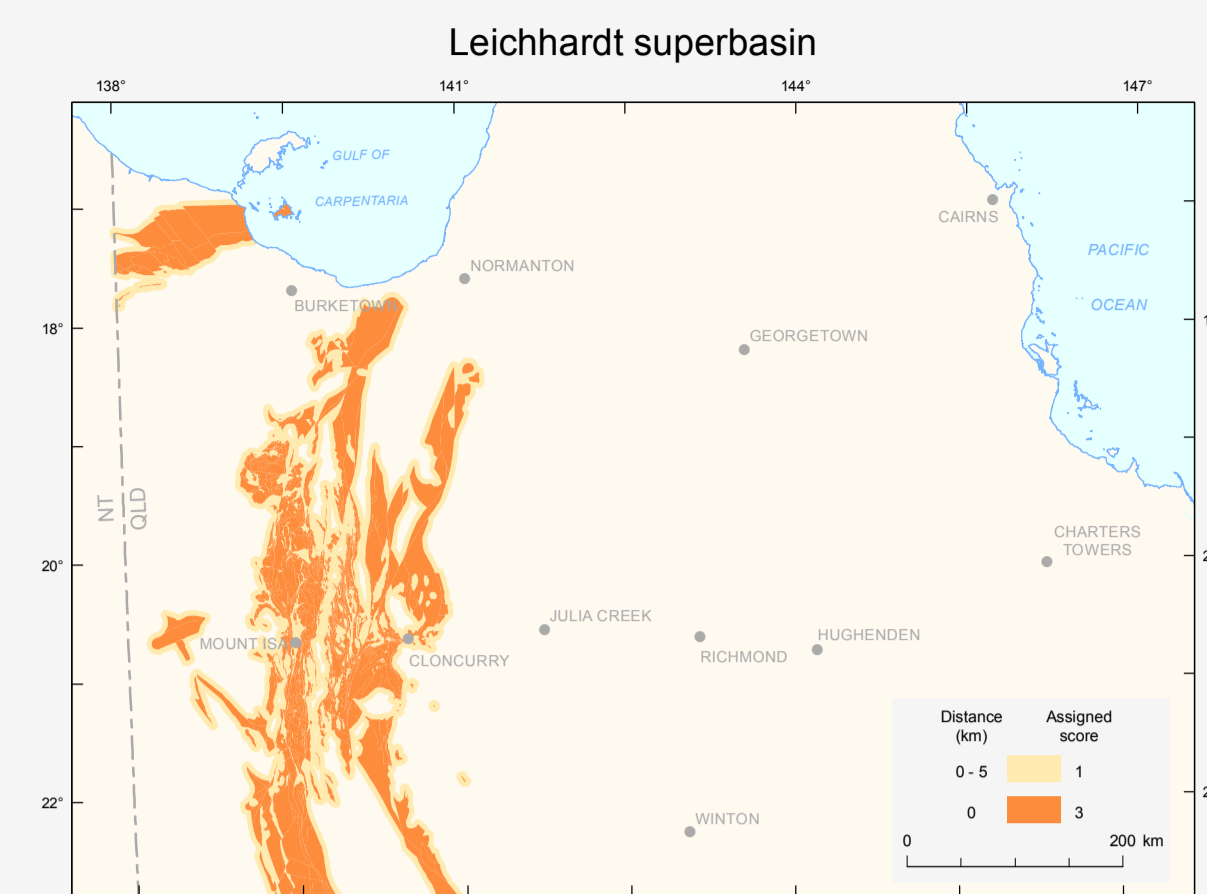 Leichhardt superbasin
138° 141° 144° 147°
GULF OF
CARPENTARIA
CAIRNS
PACIFIC
OCEAN
NORMANTON
BURKETOWN
18°
GEORGETOWN
NT
QLD
CHARTERS
TOWERS
20°
JULIA CREEK
MOUNT ISA
CLONCURRY
RICHMOND
HUGHENDEN
Distance
(km)
Assigned
score
0 - 5 1
0 3
22°
WINTON
0 200 km